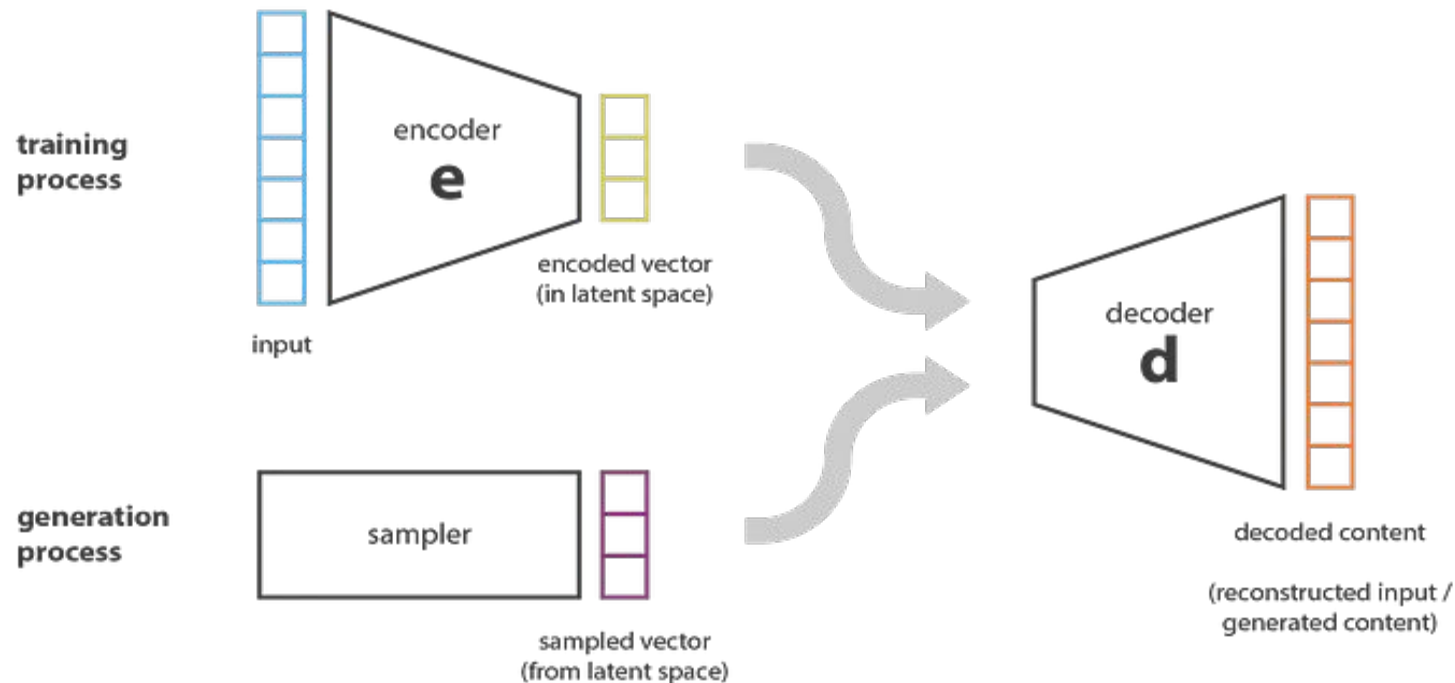 training
process
encoder
e
encoded vector
(in latent space)
input
decoder
d
generation
process
sampler
sampled vector
(from latent space)
decoded content
(reconstructed input /
generated content)